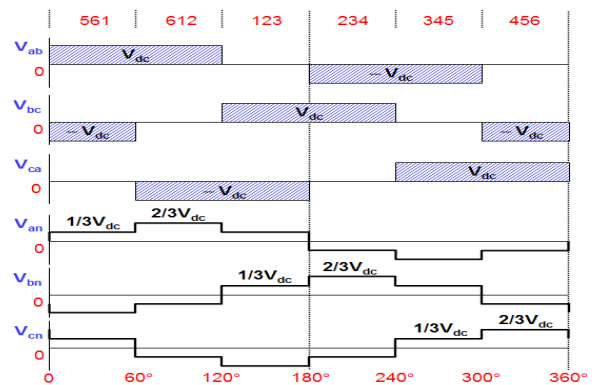 561 612 123 234 345 456
Vab Vdc
0 -- Vdc
Vbc Vdc
0 -- Vdc -- Vdc
Vca
0 -- Vdc Vdc
Van 1/3Vdc 2/3Vdc
0
Vbn 1/3Vdc 2/3Vdc
0
Vcn 1/3Vdc 2/3Vdc
0
0 60° 120° 180° 240° 300° 360°